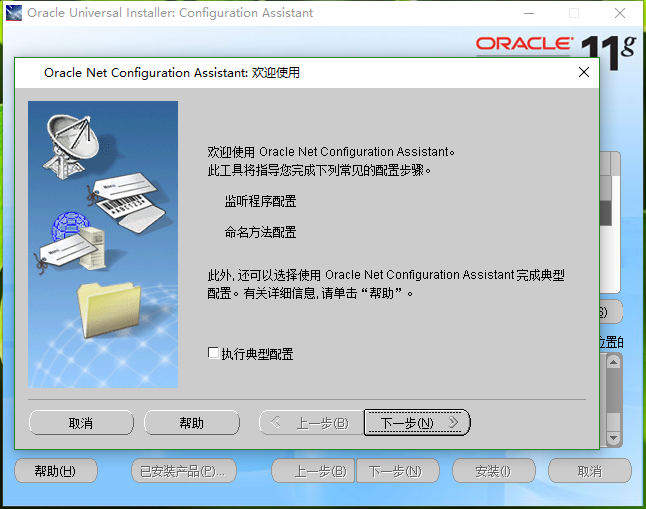 Oracle Universal Installer: Configuration Assistant
ORACLE 11g
Oracle Net Configuration Assistant: 欢迎使用
欢迎使用 Oracle Net Configuration Assistant。
此工具将指导您完成下列常见的配置步骤。
监听程序配置
命名方法配置
此外, 还可以选择使用 Oracle Net Configuration Assistant 完成典型
配置。有关详细信息, 请单击“帮助”。
位置的
执行典型配置
取消 帮助 上一步(B) 下一步(N)
帮助(H) 已安装产品(P)... 上一步(B) 下一步(N) 安装(I) 取消